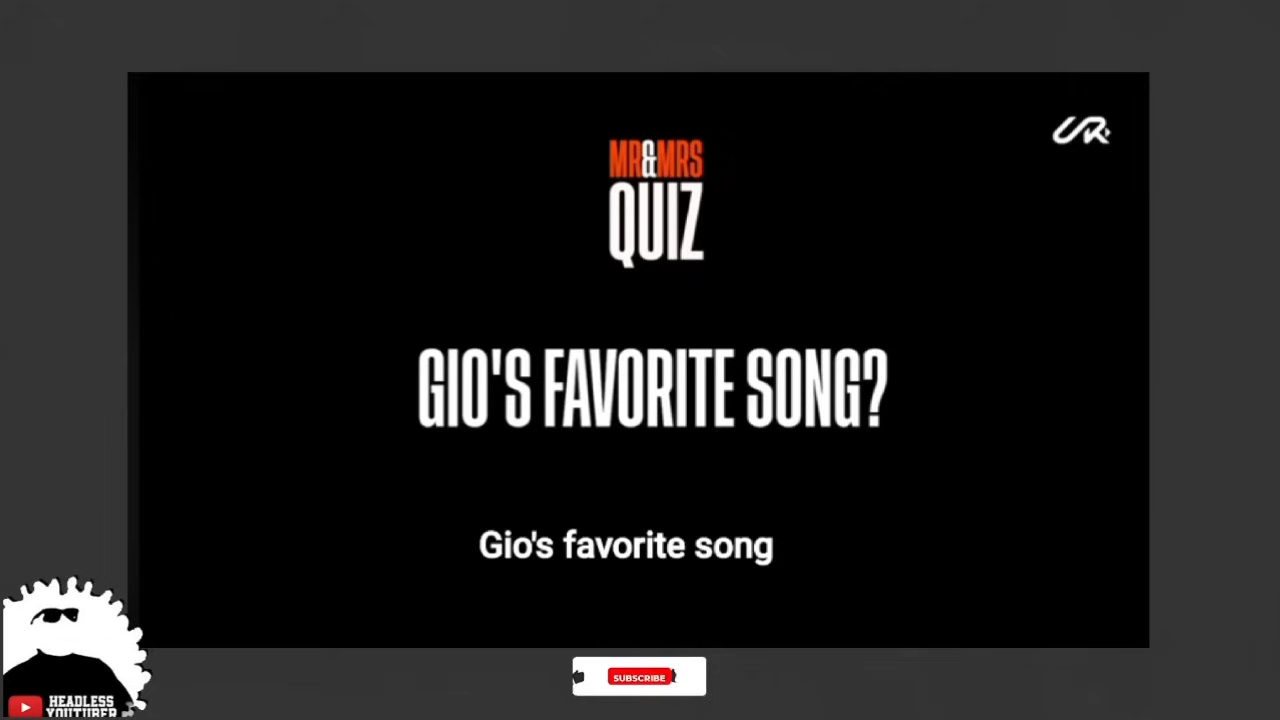 MR&MRS
QUIZ
GIO'S FAVORITE SONG?
Gio's favorite song
SUBSCRIBE
HEADLESS
YOUTUBER